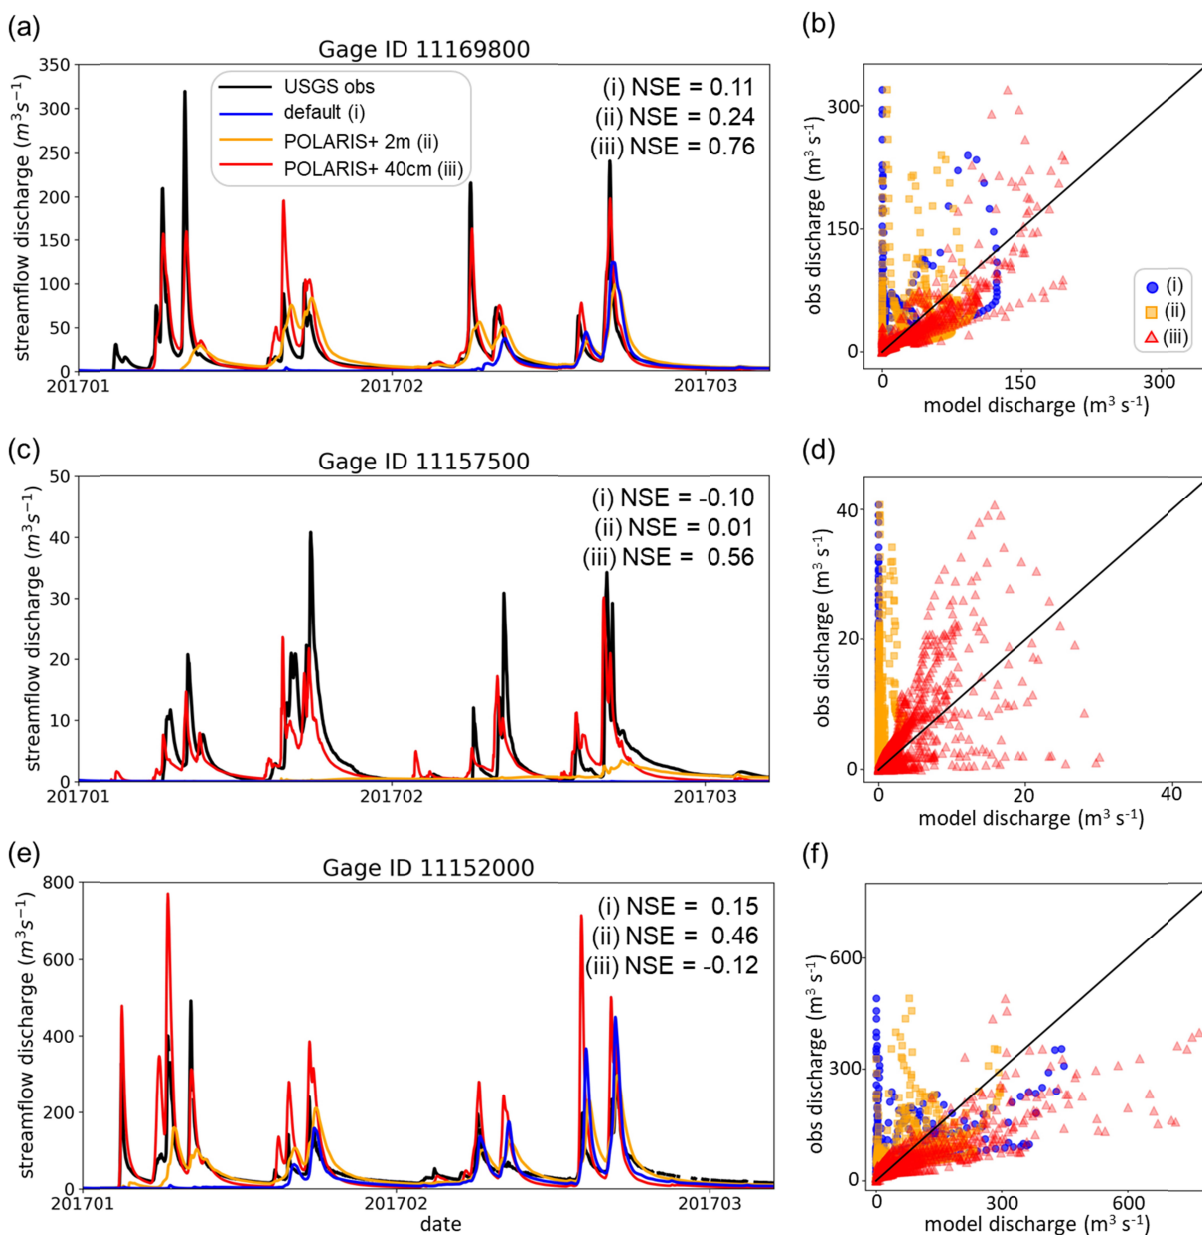 (a)
Gage ID 11169800
350
300
250
200
150
100
50
0
streamflow discharge (m³s⁻¹)
USGS obs
default (i)
POLARIS+ 2m (ii)
POLARIS+ 40cm (iii)
(i) NSE = 0.11
(ii) NSE = 0.24
(iii) NSE = 0.76
201701
201702
201703
(b)
300
150
0
obs discharge (m³ s⁻¹)
(i)
(ii)
(iii)
0
150
300
model discharge (m³ s⁻¹)
(c)
Gage ID 11157500
50
40
30
20
10
0
streamflow discharge (m³s⁻¹)
(i) NSE = -0.10
(ii) NSE = 0.01
(iii) NSE = 0.56
201701
201702
201703
(d)
40
20
0
obs discharge (m³ s⁻¹)
0
20
40
model discharge (m³ s⁻¹)
(e)
Gage ID 11152000
800
600
400
200
0
streamflow discharge (m³s⁻¹)
(i) NSE = 0.15
(ii) NSE = 0.46
(iii) NSE = -0.12
201701
201702
201703
date
(f)
600
300
0
obs discharge (m³ s⁻¹)
0
300
600
model discharge (m³ s⁻¹)